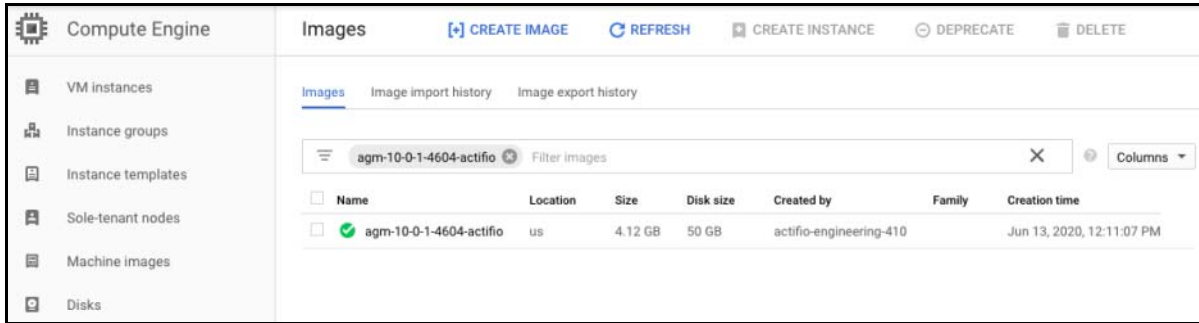 Compute Engine
Images
CREATE IMAGE
REFRESH
CREATE INSTANCE
DEPRECATE
DELETE
VM instances
Instance groups
Instance templates
Sole-tenant nodes
Machine images
Disks
Images Image import history Image export history
agm-10-0-1-4604-actifio Filter images Columns
Name Location Size Disk size Created by Family Creation time
agm-10-0-1-4604-actifio us 4.12 GB 50 GB actifio-engineering-410 Jun 13, 2020, 12:11:07 PM